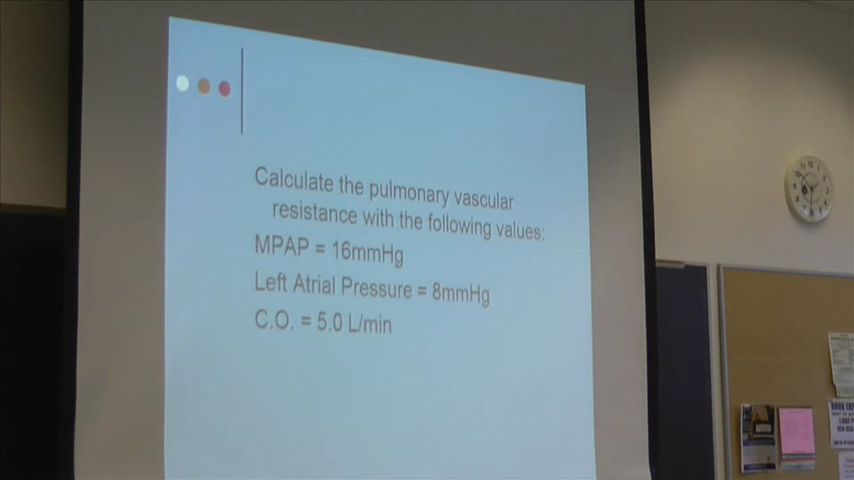 Calculate the pulmonary vascular
resistance with the following values:
MPAP = 16mmHg
Left Atrial Pressure = 8mmHg
C.O. = 5.0 L/min